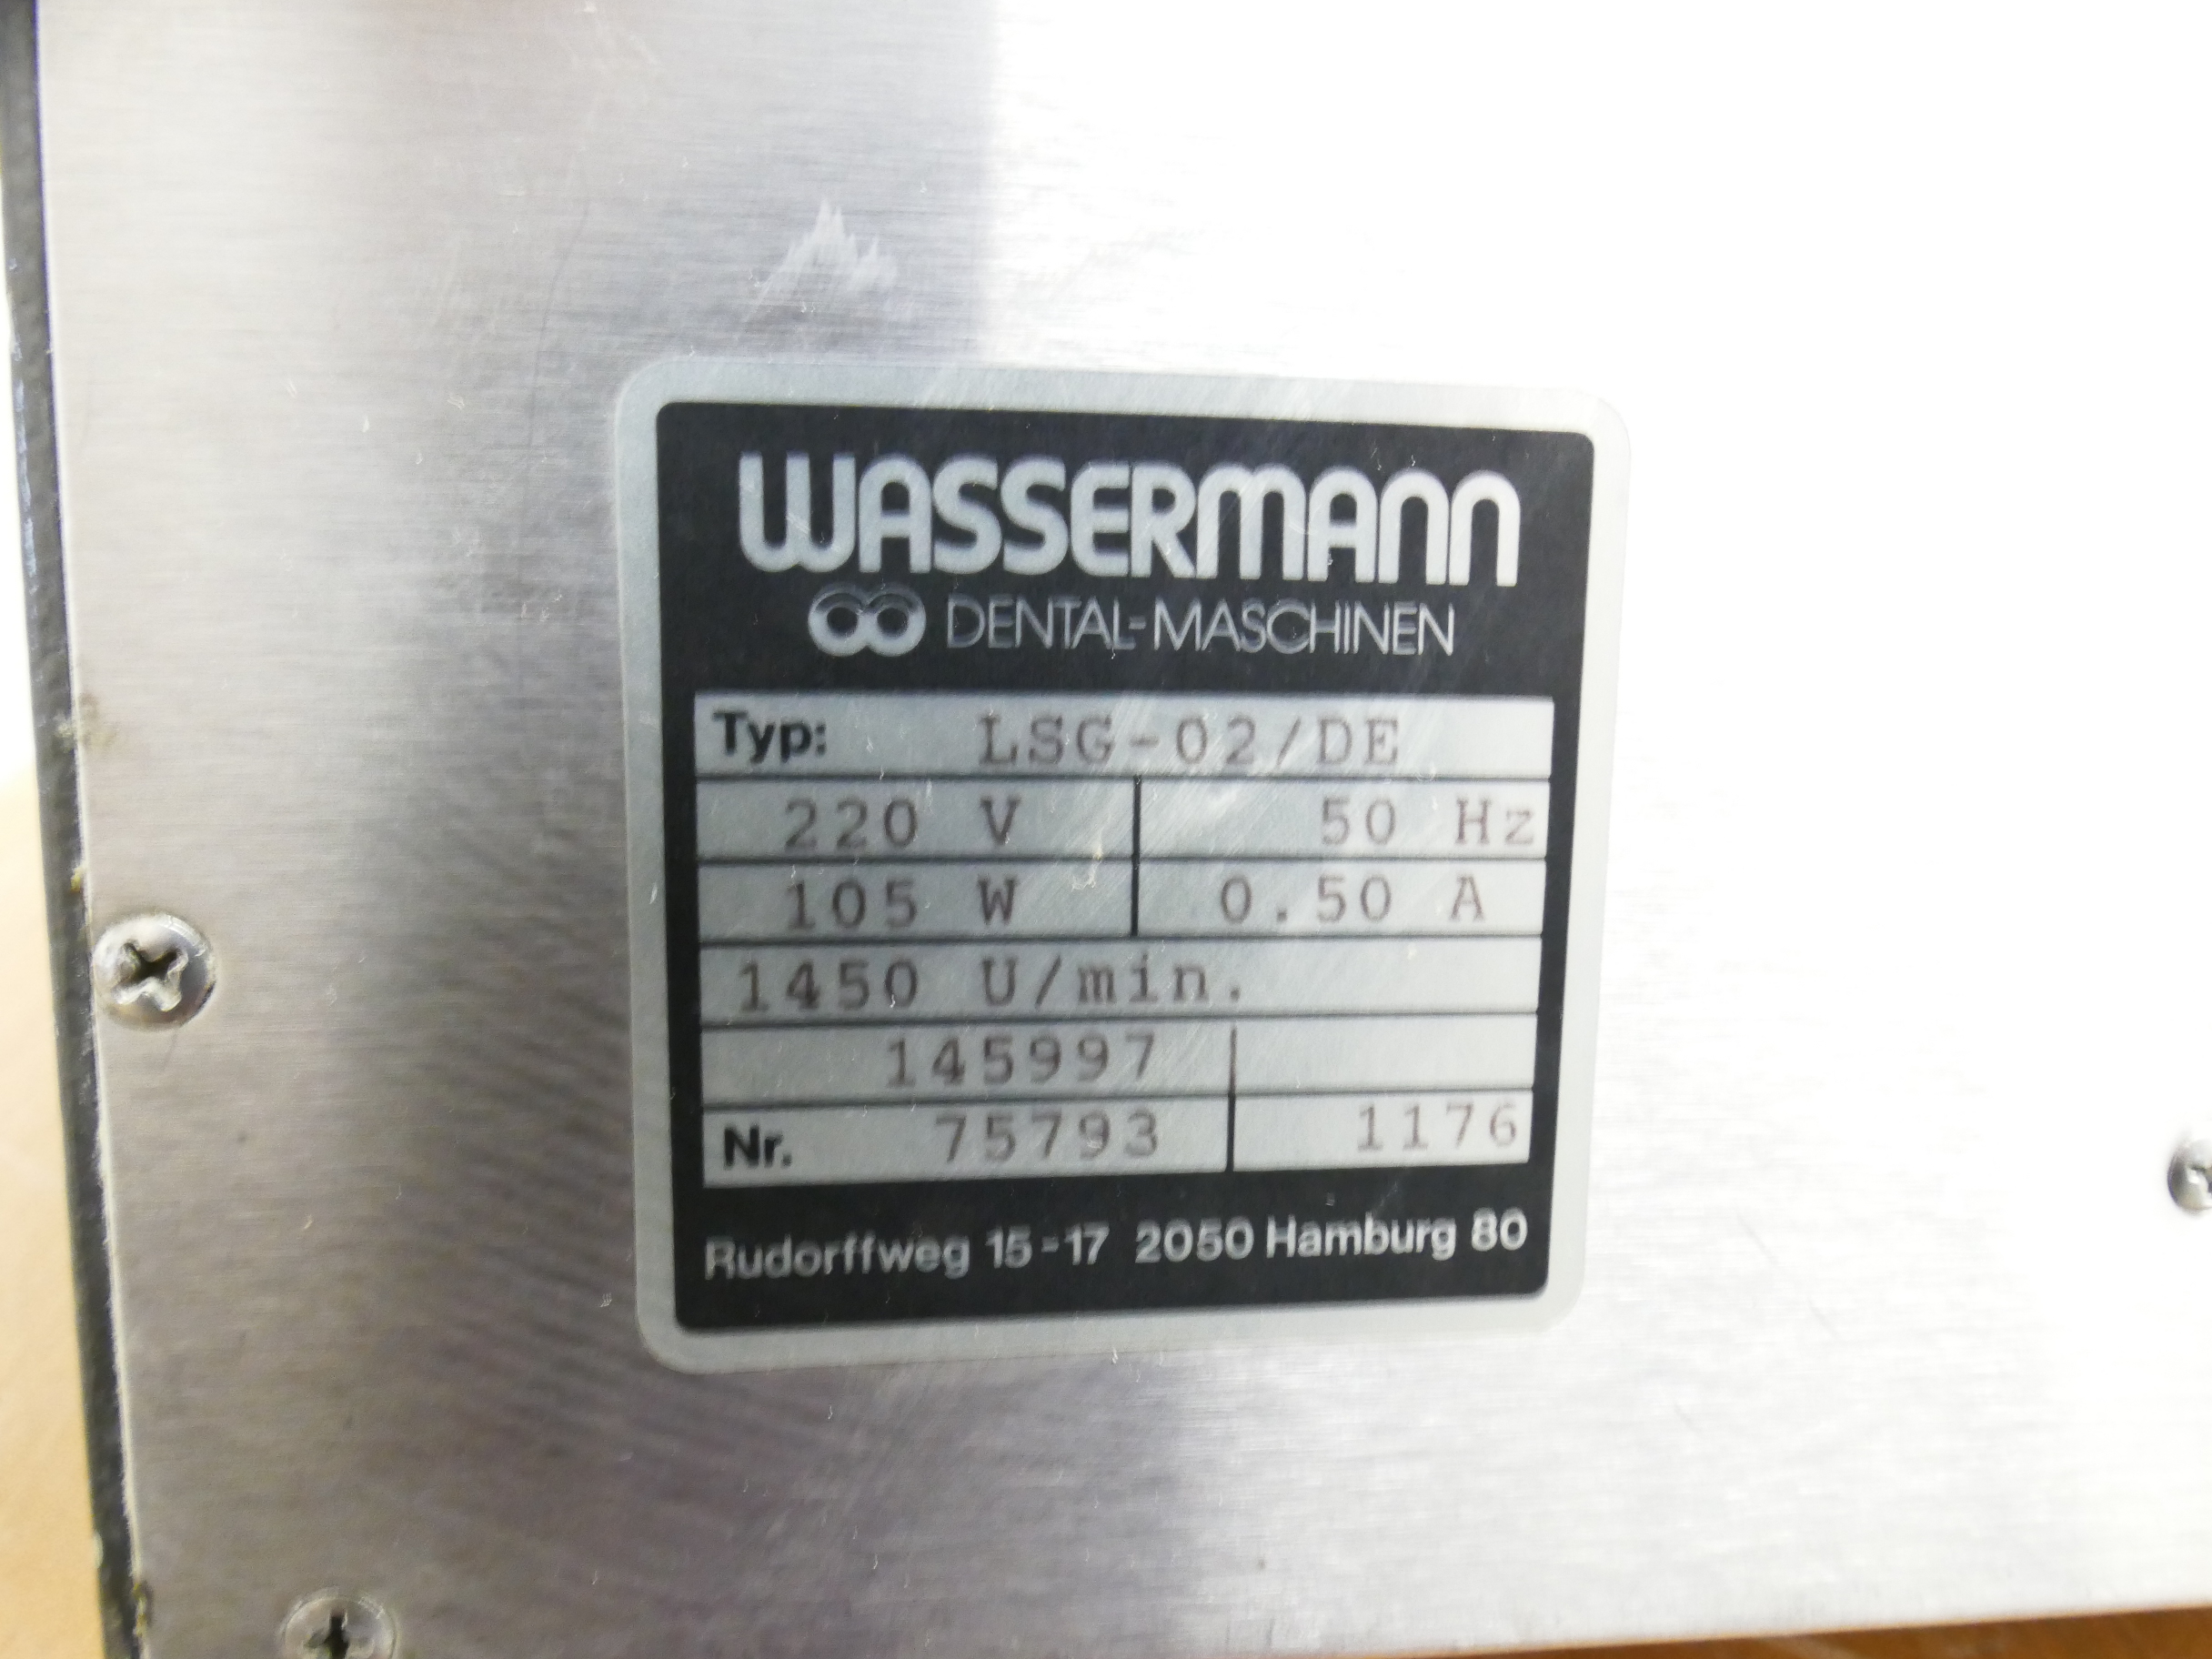 WASSERMANN
DENTAL-MASCHINEN
Typ: LSG-02/DE
220 V 50 Hz
105 W 0.50 A
1450 U/min.
145997
Nr. 75793 1176
Rudorffweg 15-17 2050 Hamburg 80